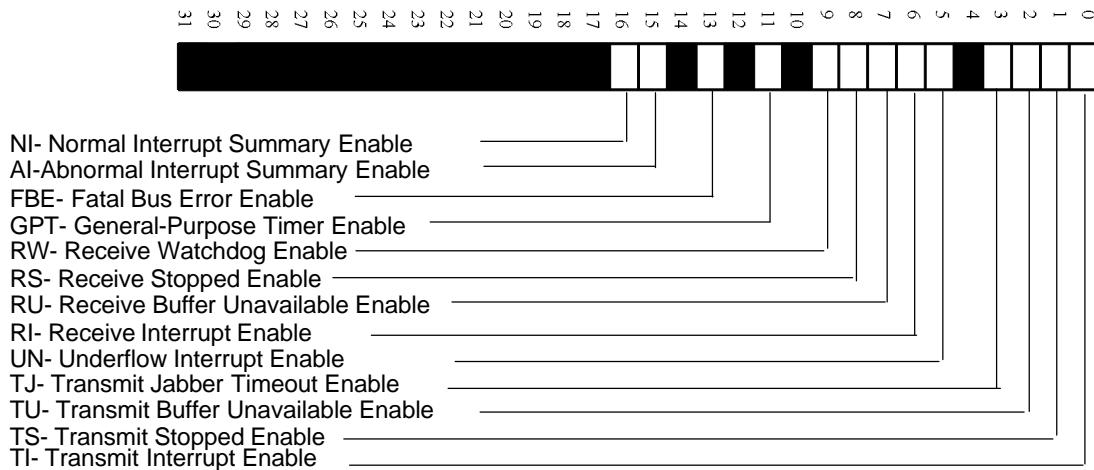 31 30 29 28 27 26 25 24 23 22 21 20 19 18 17 16 15 14 13 12 11 10 9 8 7 6 5 4 3 2 1 0
NI- Normal Interrupt Summary Enable
AI-Abnormal Interrupt Summary Enable
FBE- Fatal Bus Error Enable
GPT- General-Purpose Timer Enable
RW- Receive Watchdog Enable
RS- Receive Stopped Enable
RU- Receive Buffer Unavailable Enable
RI- Receive Interrupt Enable
UN- Underflow Interrupt Enable
TJ- Transmit Jabber Timeout Enable
TU- Transmit Buffer Unavailable Enable
TS- Transmit Stopped Enable
TI- Transmit Interrupt Enable